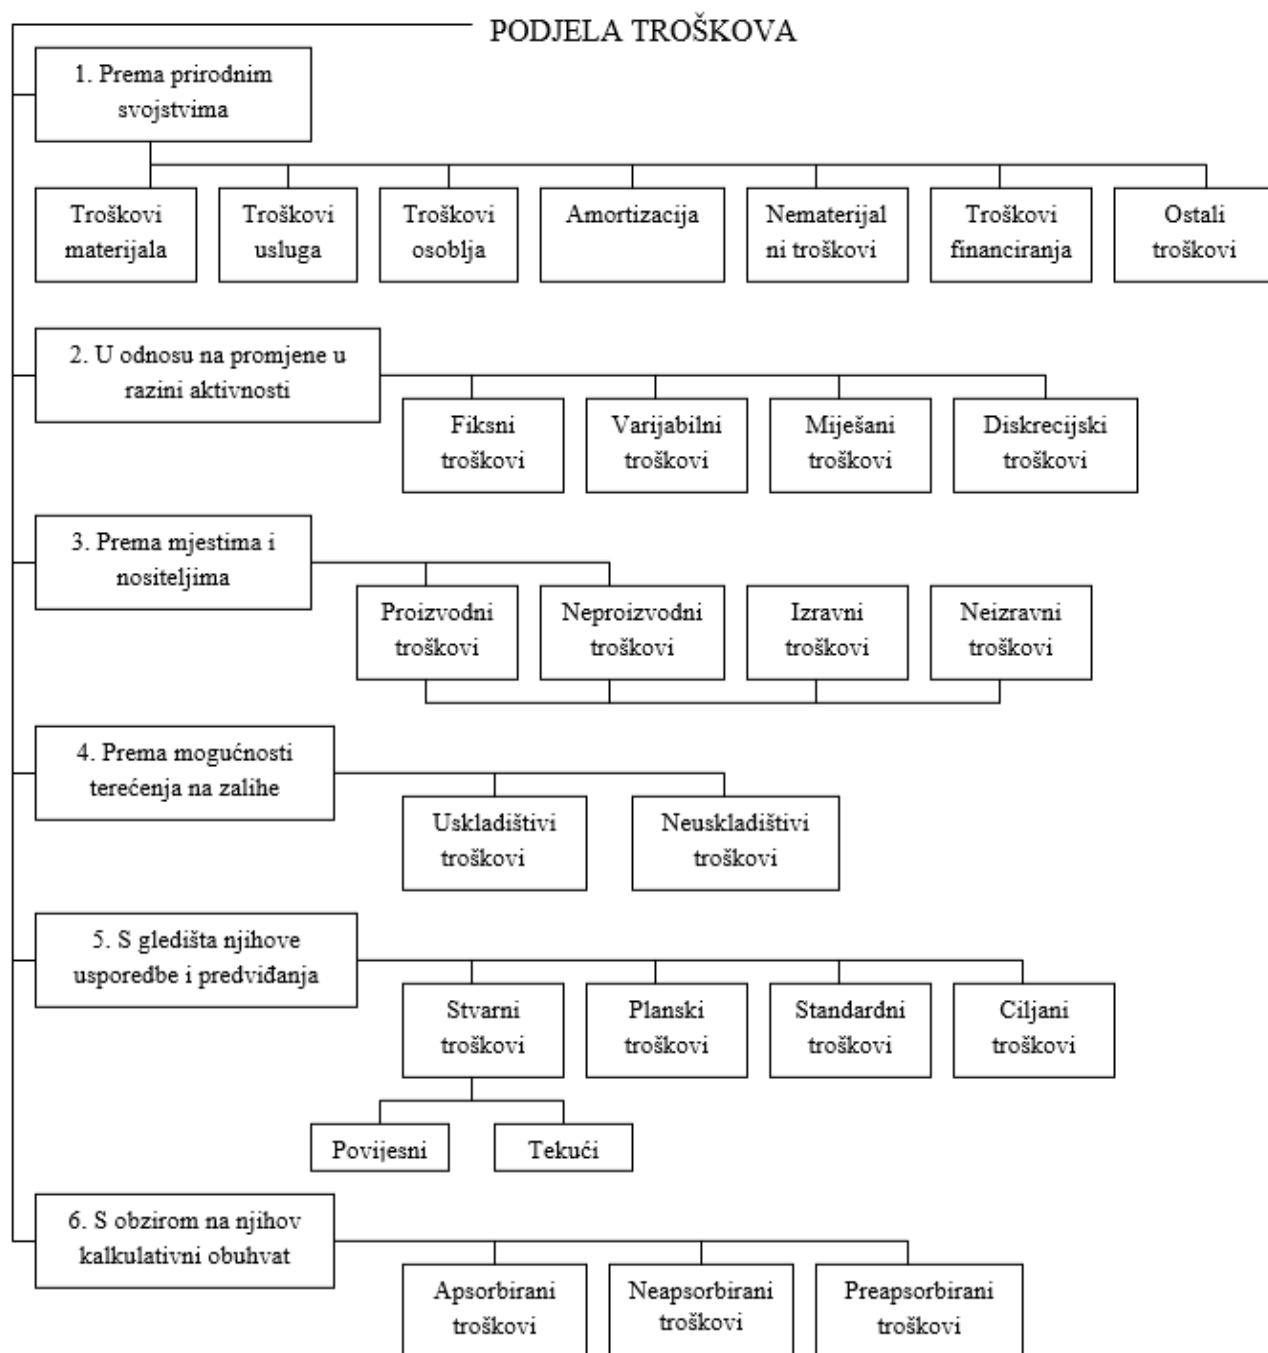 PODJELA TROŠKOVA
1. Prema prirodnim
svojstvima
Troškovi
materijala
Troškovi
usluga
Troškovi
osoblja
Amortizacija
Nematerijal
ni troškovi
Troškovi
financiranja
Ostali
troškovi
2. U odnosu na promjene u
razini aktivnosti
Fiksni
troškovi
Varijabilni
troškovi
Miješani
troškovi
Diskrecijski
troškovi
3. Prema mjestima i
nositeljima
Proizvodni
troškovi
Neproizvodni
troškovi
Izravni
troškovi
Neizravni
troškovi
4. Prema mogućnosti
terećenja na zalihe
Uskladištivi
troškovi
Neuskladištivi
troškovi
5. S gledišta njihove
usporedbe i predviđanja
Stvarni
troškovi
Planski
troškovi
Standardni
troškovi
Ciljani
troškovi
Povijesni
Tekući
6. S obzirom na njihov
kalkulativni obuhvat
Apsorbirani
troškovi
Neapsorbirani
troškovi
Preapsorbirani
troškovi